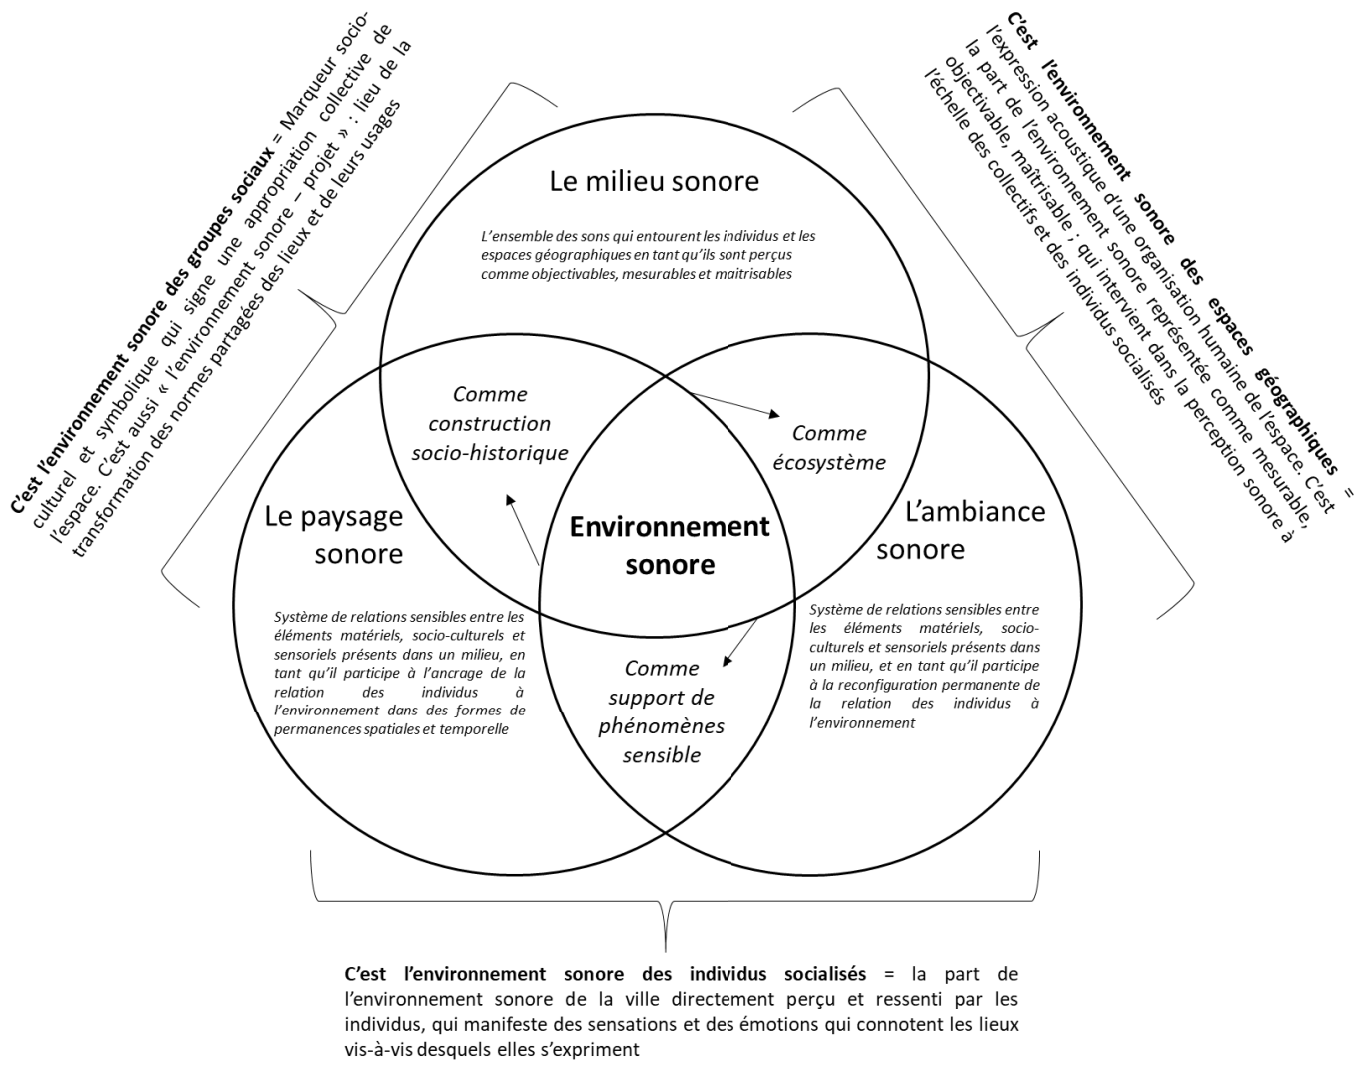 C’est l’environnement sonore des groupes sociaux = Marqueur socio-
culturel et symbolique qui signe une appropriation collective de
l’espace. C’est aussi « l’environnement sonore – projet » : lieu de la
transformation des normes partagées des lieux et de leurs usages
C’est l’environnement sonore des espaces géographiques =
l’expression acoustique d’une organisation humaine de l’espace. C’est
la part de l’environnement sonore représentée comme mesurable,
objectivable, maîtrisable ; qui intervient dans la perception sonore à
l’échelle des collectifs et des individus socialisés
Le milieu sonore
L’ensemble des sons qui entourent les individus et les
espaces géographiques en tant qu’ils sont perçus
comme objectivables, mesurables et maitrisables
Comme
construction
socio-historique
Comme
écosystème
Le paysage
sonore
Environnement
sonore
L’ambiance
sonore
Système de relations sensibles entre les
éléments matériels, socio-culturels et
sensoriels présents dans un milieu, en
tant qu’il participe à l’ancrage de la
relation des individus à
l’environnement dans des formes de
permanences spatiales et temporelle
Système de relations sensibles entre
les éléments matériels, socio-
culturels et sensoriels présents dans
un milieu, et en tant qu’il participe
à la reconfiguration permanente de
la relation des individus à
l’environnement
Comme
support de
phénomènes
sensible
C’est l’environnement sonore des individus socialisés = la part de
l’environnement sonore de la ville directement perçu et ressenti par les
individus, qui manifeste des sensations et des émotions qui connotent les lieux
vis-à-vis desquels elles s’expriment